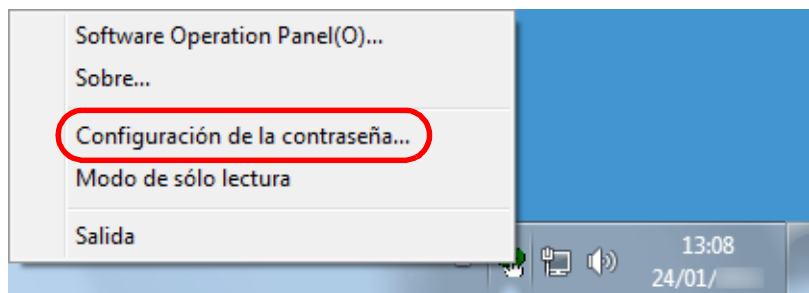 Software Operation Panel(O)...
Sobre...
Configuración de la contraseña...
Modo de sólo lectura
Salida
13:08
24/01/